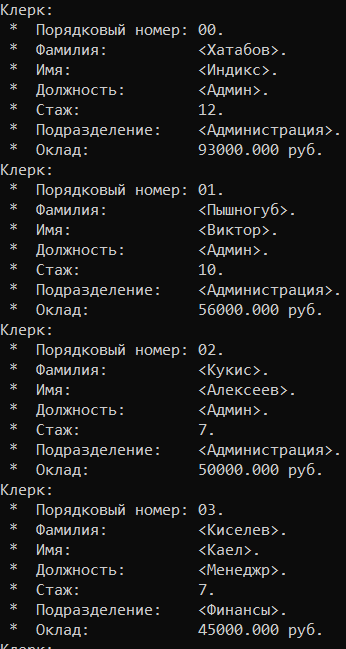 Клерк:
* Порядковый номер: 00.
* Фамилия: <Хатабов>.
* Имя: <Индикс>.
* Должность: <Админ>.
* Стаж: 12.
* Подразделение: <Администрация>.
* Оклад: 93000.000 руб.
Клерк:
* Порядковый номер: 01.
* Фамилия: <Пышногуб>.
* Имя: <Виктор>.
* Должность: <Админ>.
* Стаж: 10.
* Подразделение: <Администрация>.
* Оклад: 56000.000 руб.
Клерк:
* Порядковый номер: 02.
* Фамилия: <Кукис>.
* Имя: <Алексеев>.
* Должность: <Админ>.
* Стаж: 7.
* Подразделение: <Администрация>.
* Оклад: 50000.000 руб.
Клерк:
* Порядковый номер: 03.
* Фамилия: <Киселев>.
* Имя: <Каел>.
* Должность: <Менеджр>.
* Стаж: 7.
* Подразделение: <Финансы>.
* Оклад: 45000.000 руб.